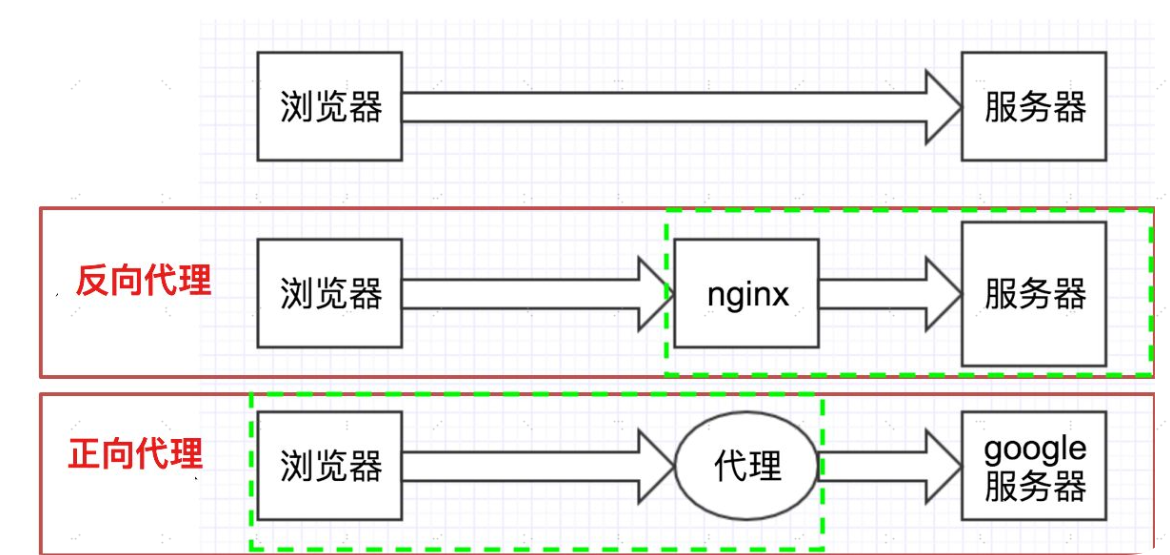 浏览器
服务器
反向代理
浏览器
nginx
服务器
正向代理
浏览器
代理
google
服务器